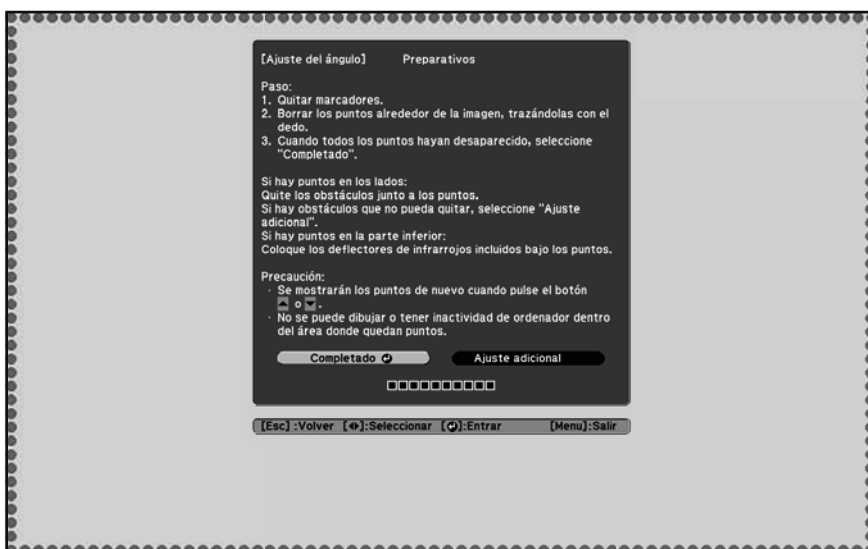 [Ajuste del ángulo] Preparativos
Paso:
1. Quitar marcadores.
2. Borrar los puntos alrededor de la imagen, trazándolas con el
dedo.
3. Cuando todos los puntos hayan desaparecido, seleccione
"Completado".
Si hay puntos en los lados:
Quite los obstáculos junto a los puntos.
Si hay obstáculos que no pueda quitar, seleccione "Ajuste
adicional".
Si hay puntos en la parte inferior:
Coloque los deflectores de infrarrojos incluidos bajo los puntos.
Precaución:
· Se mostrarán los puntos de nuevo cuando pulse el botón
▲ o ▼.
· No se puede dibujar o tener inactividad de ordenador dentro
del área donde quedan puntos.
Completado Ajuste adicional
[Esc] :Volver [◆]:Seleccionar [↵]:Entrar [Menu]:Salir